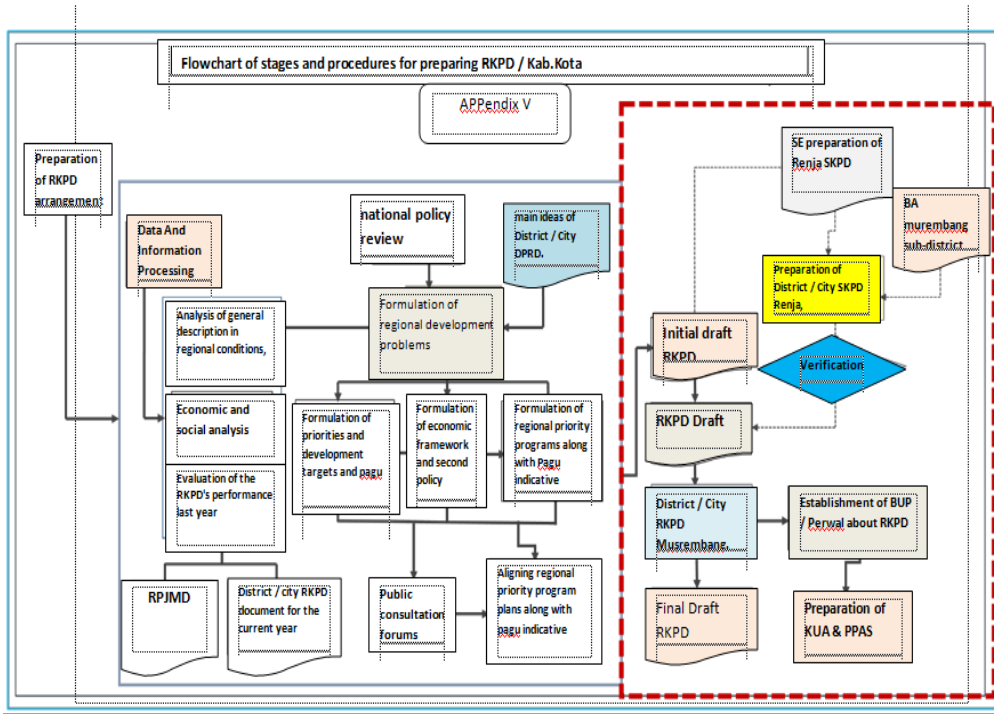 Flowchart of stages and procedures for preparing RKPD / Kab.Kota
APPendix V
Preparation
of RKPD
arrangement
Data And
Information
Processing
national policy
review
main ideas of
District / City
DPRD.
Analysis of general
description in
regional conditions,
Formulation of
regional development
problems
Economic and
social analysis
Evaluation of the
RKPD's performance
last year
Formulation of
priorities and
development
targets and pagu
Formulation
of economic
framework
and second
policy
Formulation of
regional priority
programs along
with Pagu
indicative
RPJMD
District / city RKPD
document for the
current year
Public
consultation
forums
Aligning regional
priority program
plans along with
pagu indicative
SE preparation of
Renja SKPD
BA
murembang
sub-district
Preparation of
District / City SKPD
Renja,
Initial draft
RKPD
Verification
RKPD Draft
District / City
RKPD
Musrembang.
Establishment of BUP
/ Perwal about RKPD
Final Draft
RKPD
Preparation of
KUA & PPAS